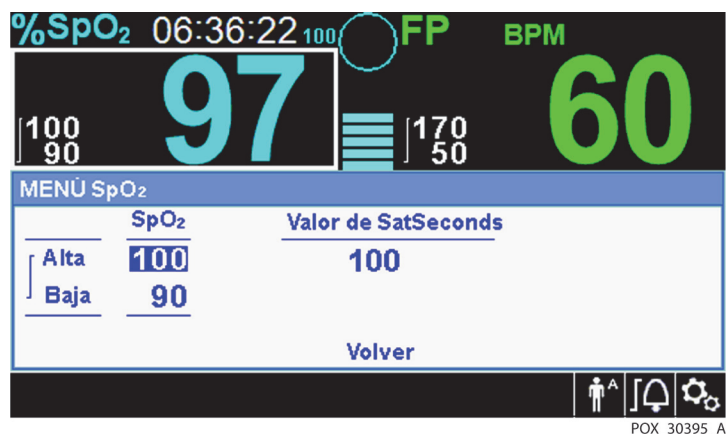 %SpO₂ 06:36:22 100 FP BPM
100
90
97
170
50
60
MENÚ SpO₂
SpO₂ Valor de SatSeconds
Alta 100 100
Baja 90
Volver
A
POX 30395 A